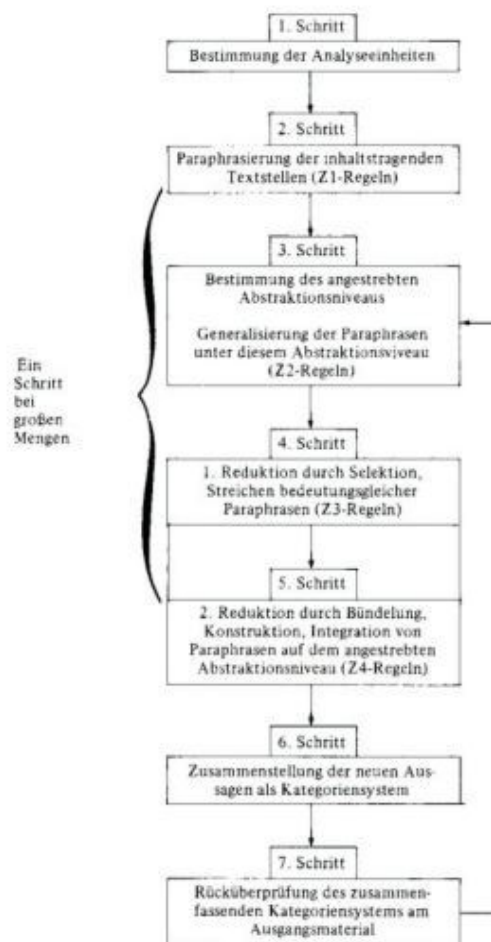 1. Schritt
Bestimmung der Analyseeinheiten
2. Schritt
Paraphrasierung der inhaltstragenden
Textstellen (Z1-Regeln)
3. Schritt
Bestimmung des angestrebten
Abstraktionsniveaus
Generalisierung der Paraphrasen
unter diesem Abstraktionsviveau
(Z2-Regeln)
Ein
Schritt
bei
großen
Mengen
4. Schritt
1. Reduktion durch Selektion,
Streichen bedeutungsgleicher
Paraphrasen (Z3-Regeln)
5. Schritt
2. Reduktion durch Bündelung,
Konstruktion, Integration von
Paraphrasen auf dem angestrebten
Abstraktionsniveau (Z4-Regeln)
6. Schritt
Zusammenstellung der neuen Aus-
sagen als Kategoriensystem
7. Schritt
Rücküberprüfung des zusammen-
fassenden Kategoriensystems am
Ausgangsmaterial